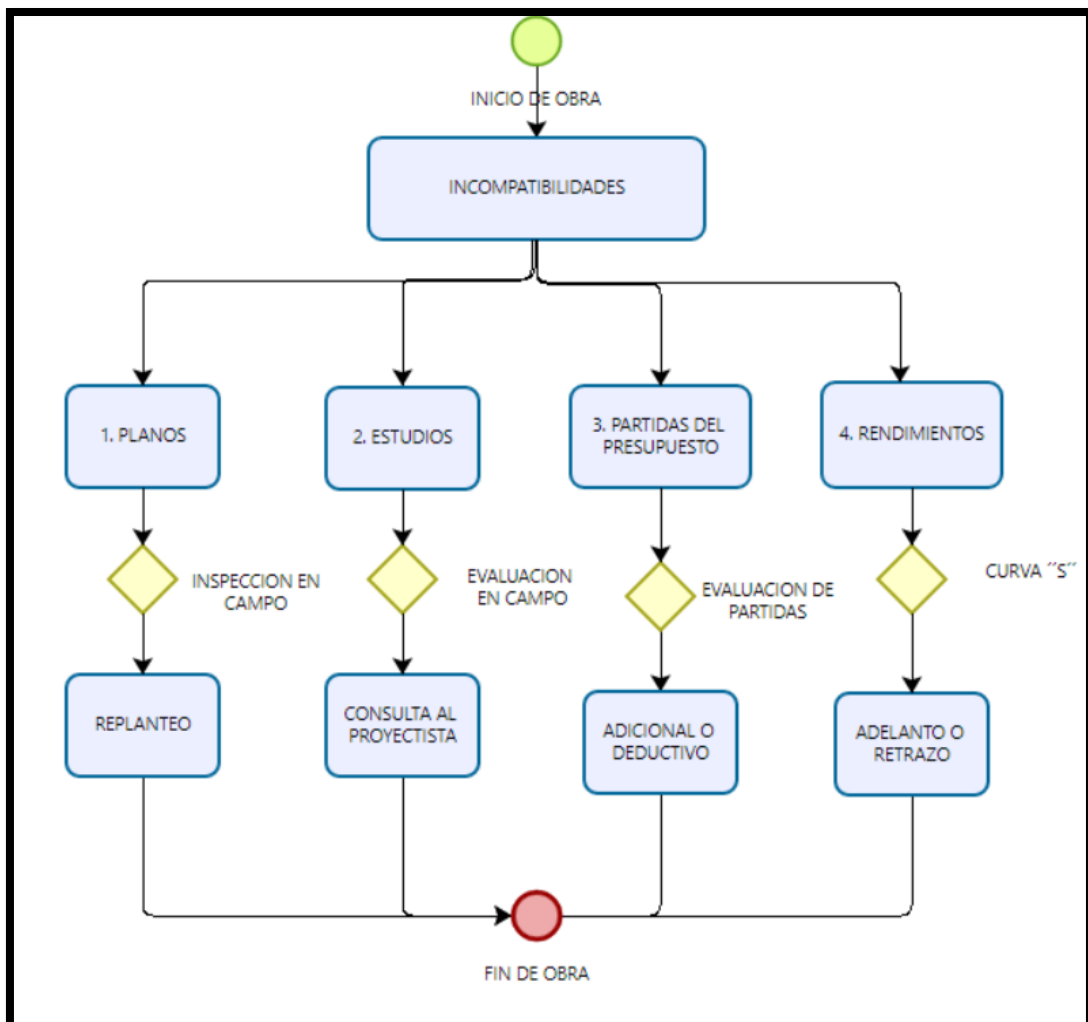 INICIO DE OBRA
INCOMPATIBILIDADES
1. PLANOS
2. ESTUDIOS
3. PARTIDAS DEL
PRESUPUESTO
4. RENDIMIENTOS
INSPECCION EN
CAMPO
EVALUACION
EN CAMPO
EVALUACION DE
PARTIDAS
CURVA ´´S´´
REPLANTEO
CONSULTA AL
PROYECTISTA
ADICIONAL O
DEDUCTIVO
ADELANTO O
RETRAZO
FIN DE OBRA